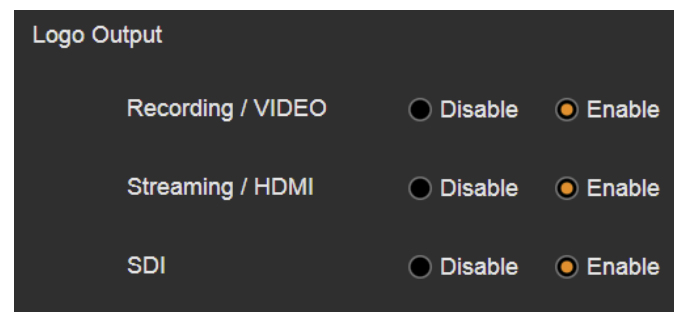 Logo Output
Recording / VIDEO Disable Enable
Streaming / HDMI Disable Enable
SDI Disable Enable